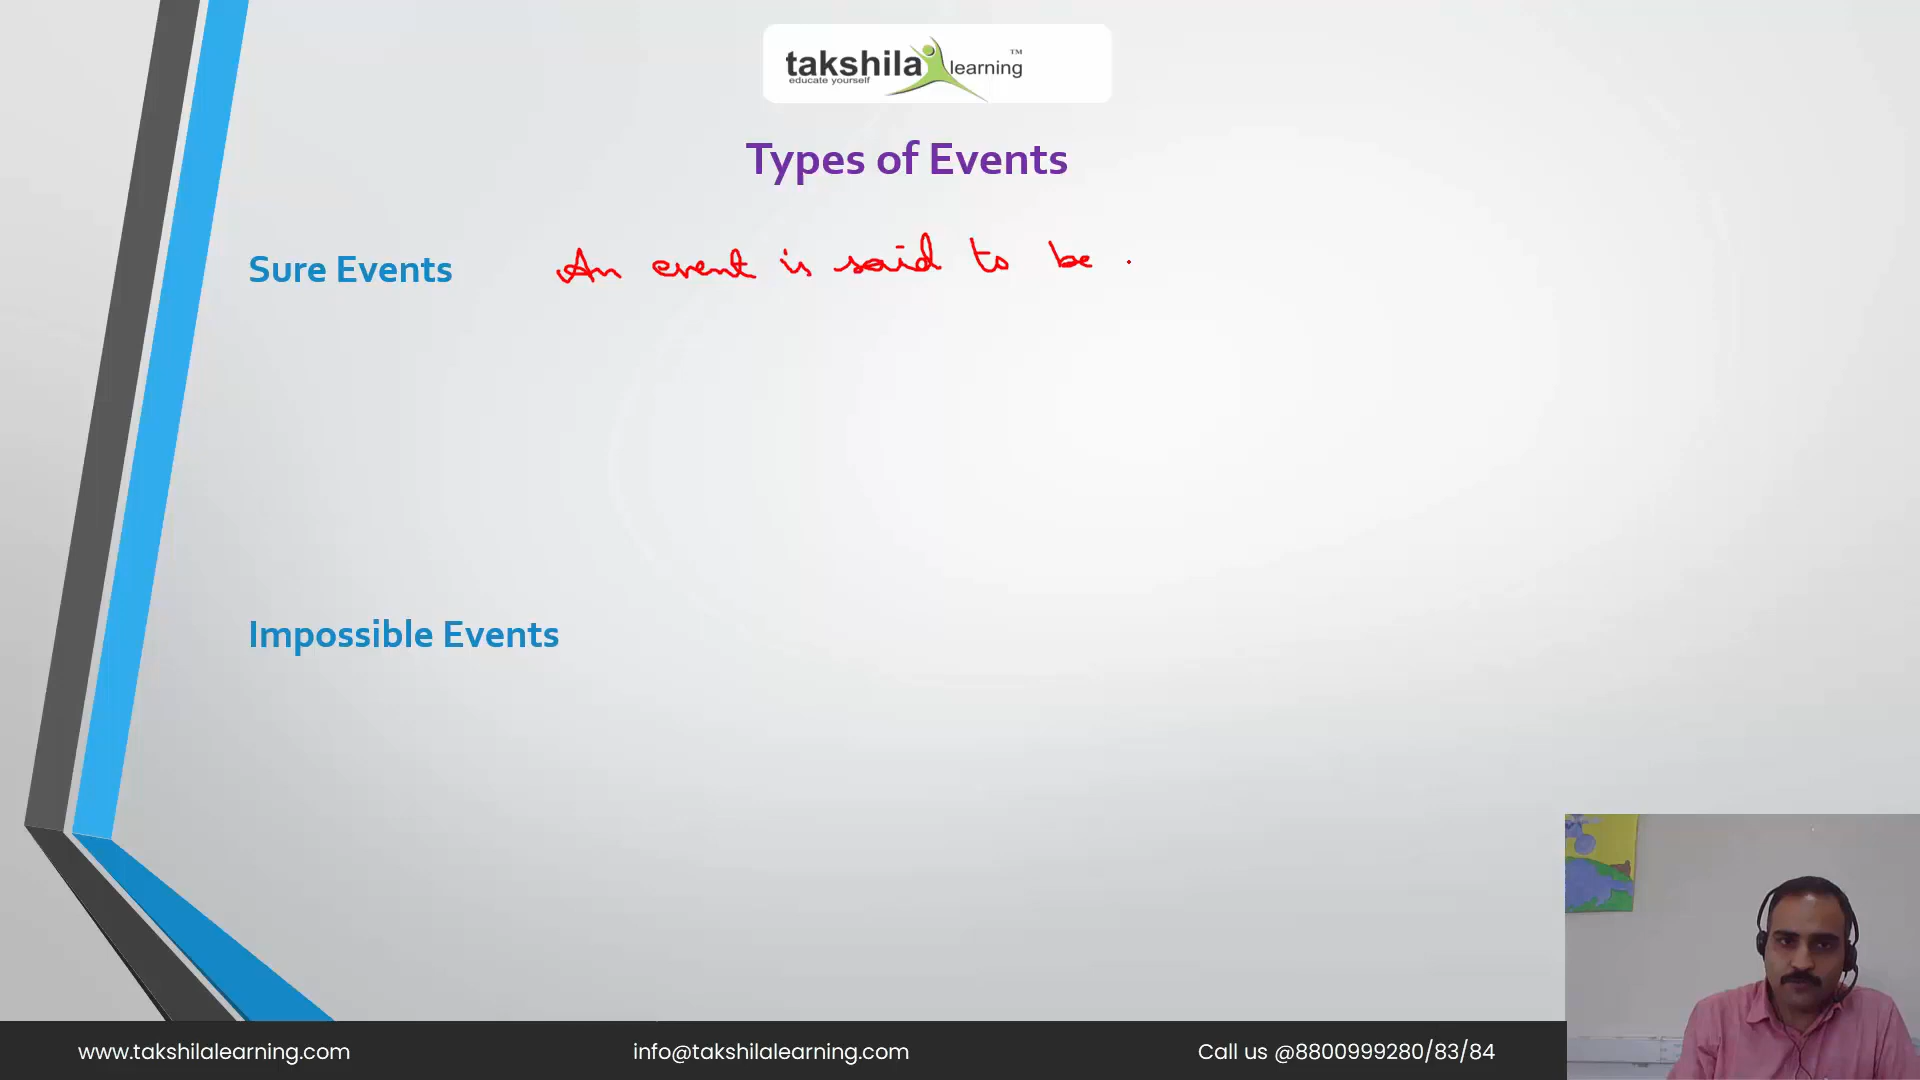 takshila learning TM
educate yourself
Types of Events
Sure Events An event is said to be .
Impossible Events
www.takshilalearning.com info@takshilalearning.com Call us @8800999280/83/84